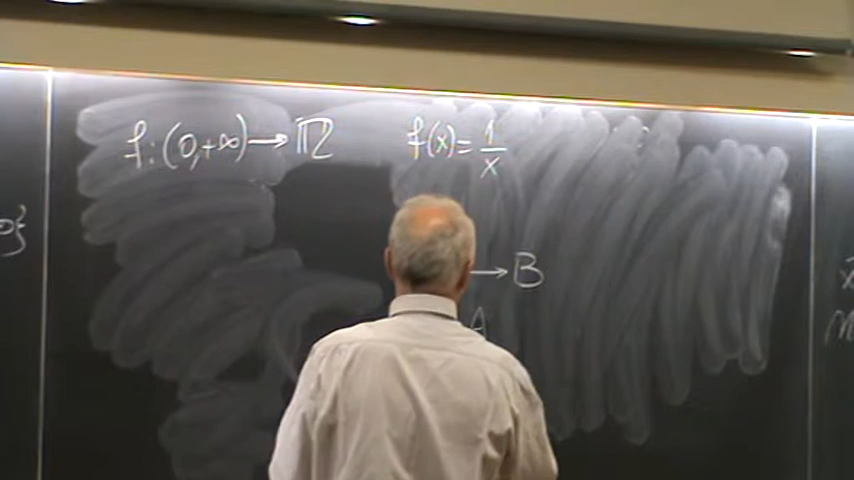 f:(0,+∞)→ℝ   f(x)=1/x
→B
A